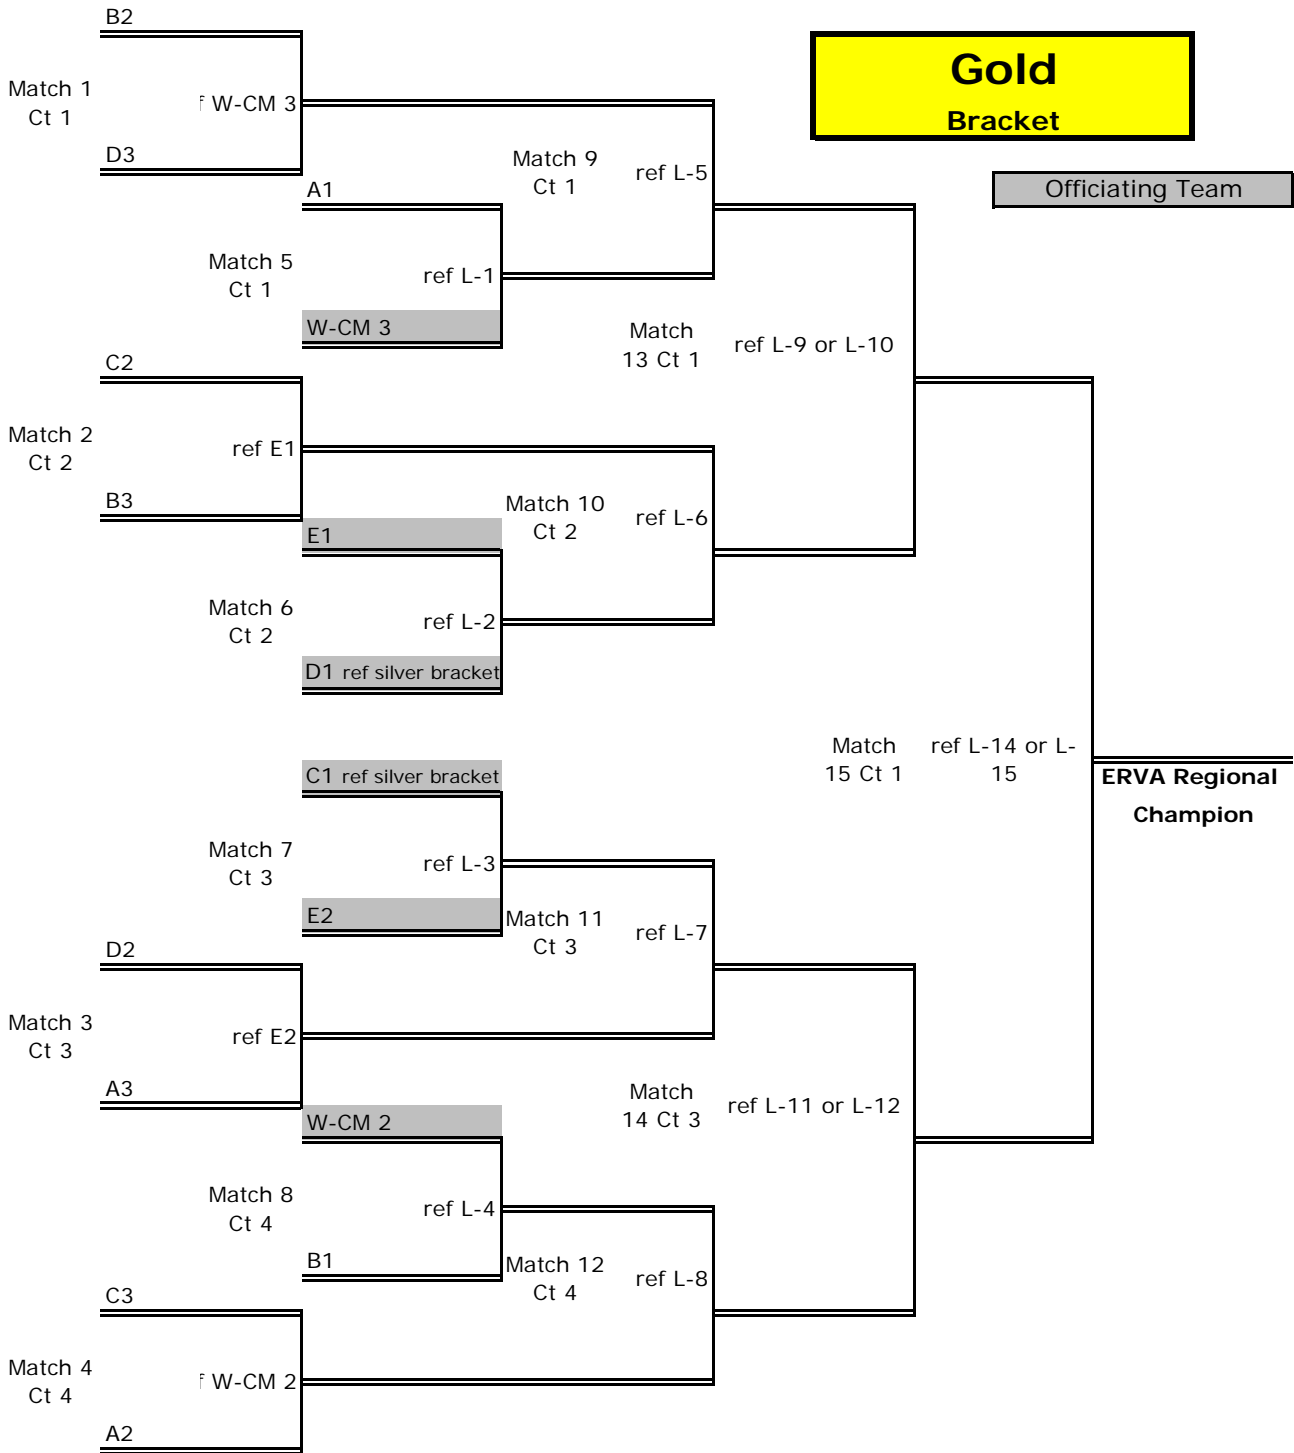 B2
Gold
Bracket
Match 1
Ct 1
W-CM 3
D3
Match 9
Ct 1
ref L-5
Officiating Team
A1
Match 5
Ct 1
ref L-1
W-CM 3
Match
13 Ct 1
ref L-9 or L-10
C2
Match 2
Ct 2
ref E1
B3
Match 10
Ct 2
ref L-6
E1
Match 6
Ct 2
ref L-2
D1 ref silver bracket
Match
15 Ct 1
ref L-14 or L-
15
C1 ref silver bracket
ERVA Regional
Champion
Match 7
Ct 3
ref L-3
E2
Match 11
Ct 3
ref L-7
D2
Match 3
Ct 3
ref E2
A3
Match
14 Ct 3
ref L-11 or L-12
W-CM 2
Match 8
Ct 4
ref L-4
B1
Match 12
Ct 4
ref L-8
C3
Match 4
Ct 4
W-CM 2
A2